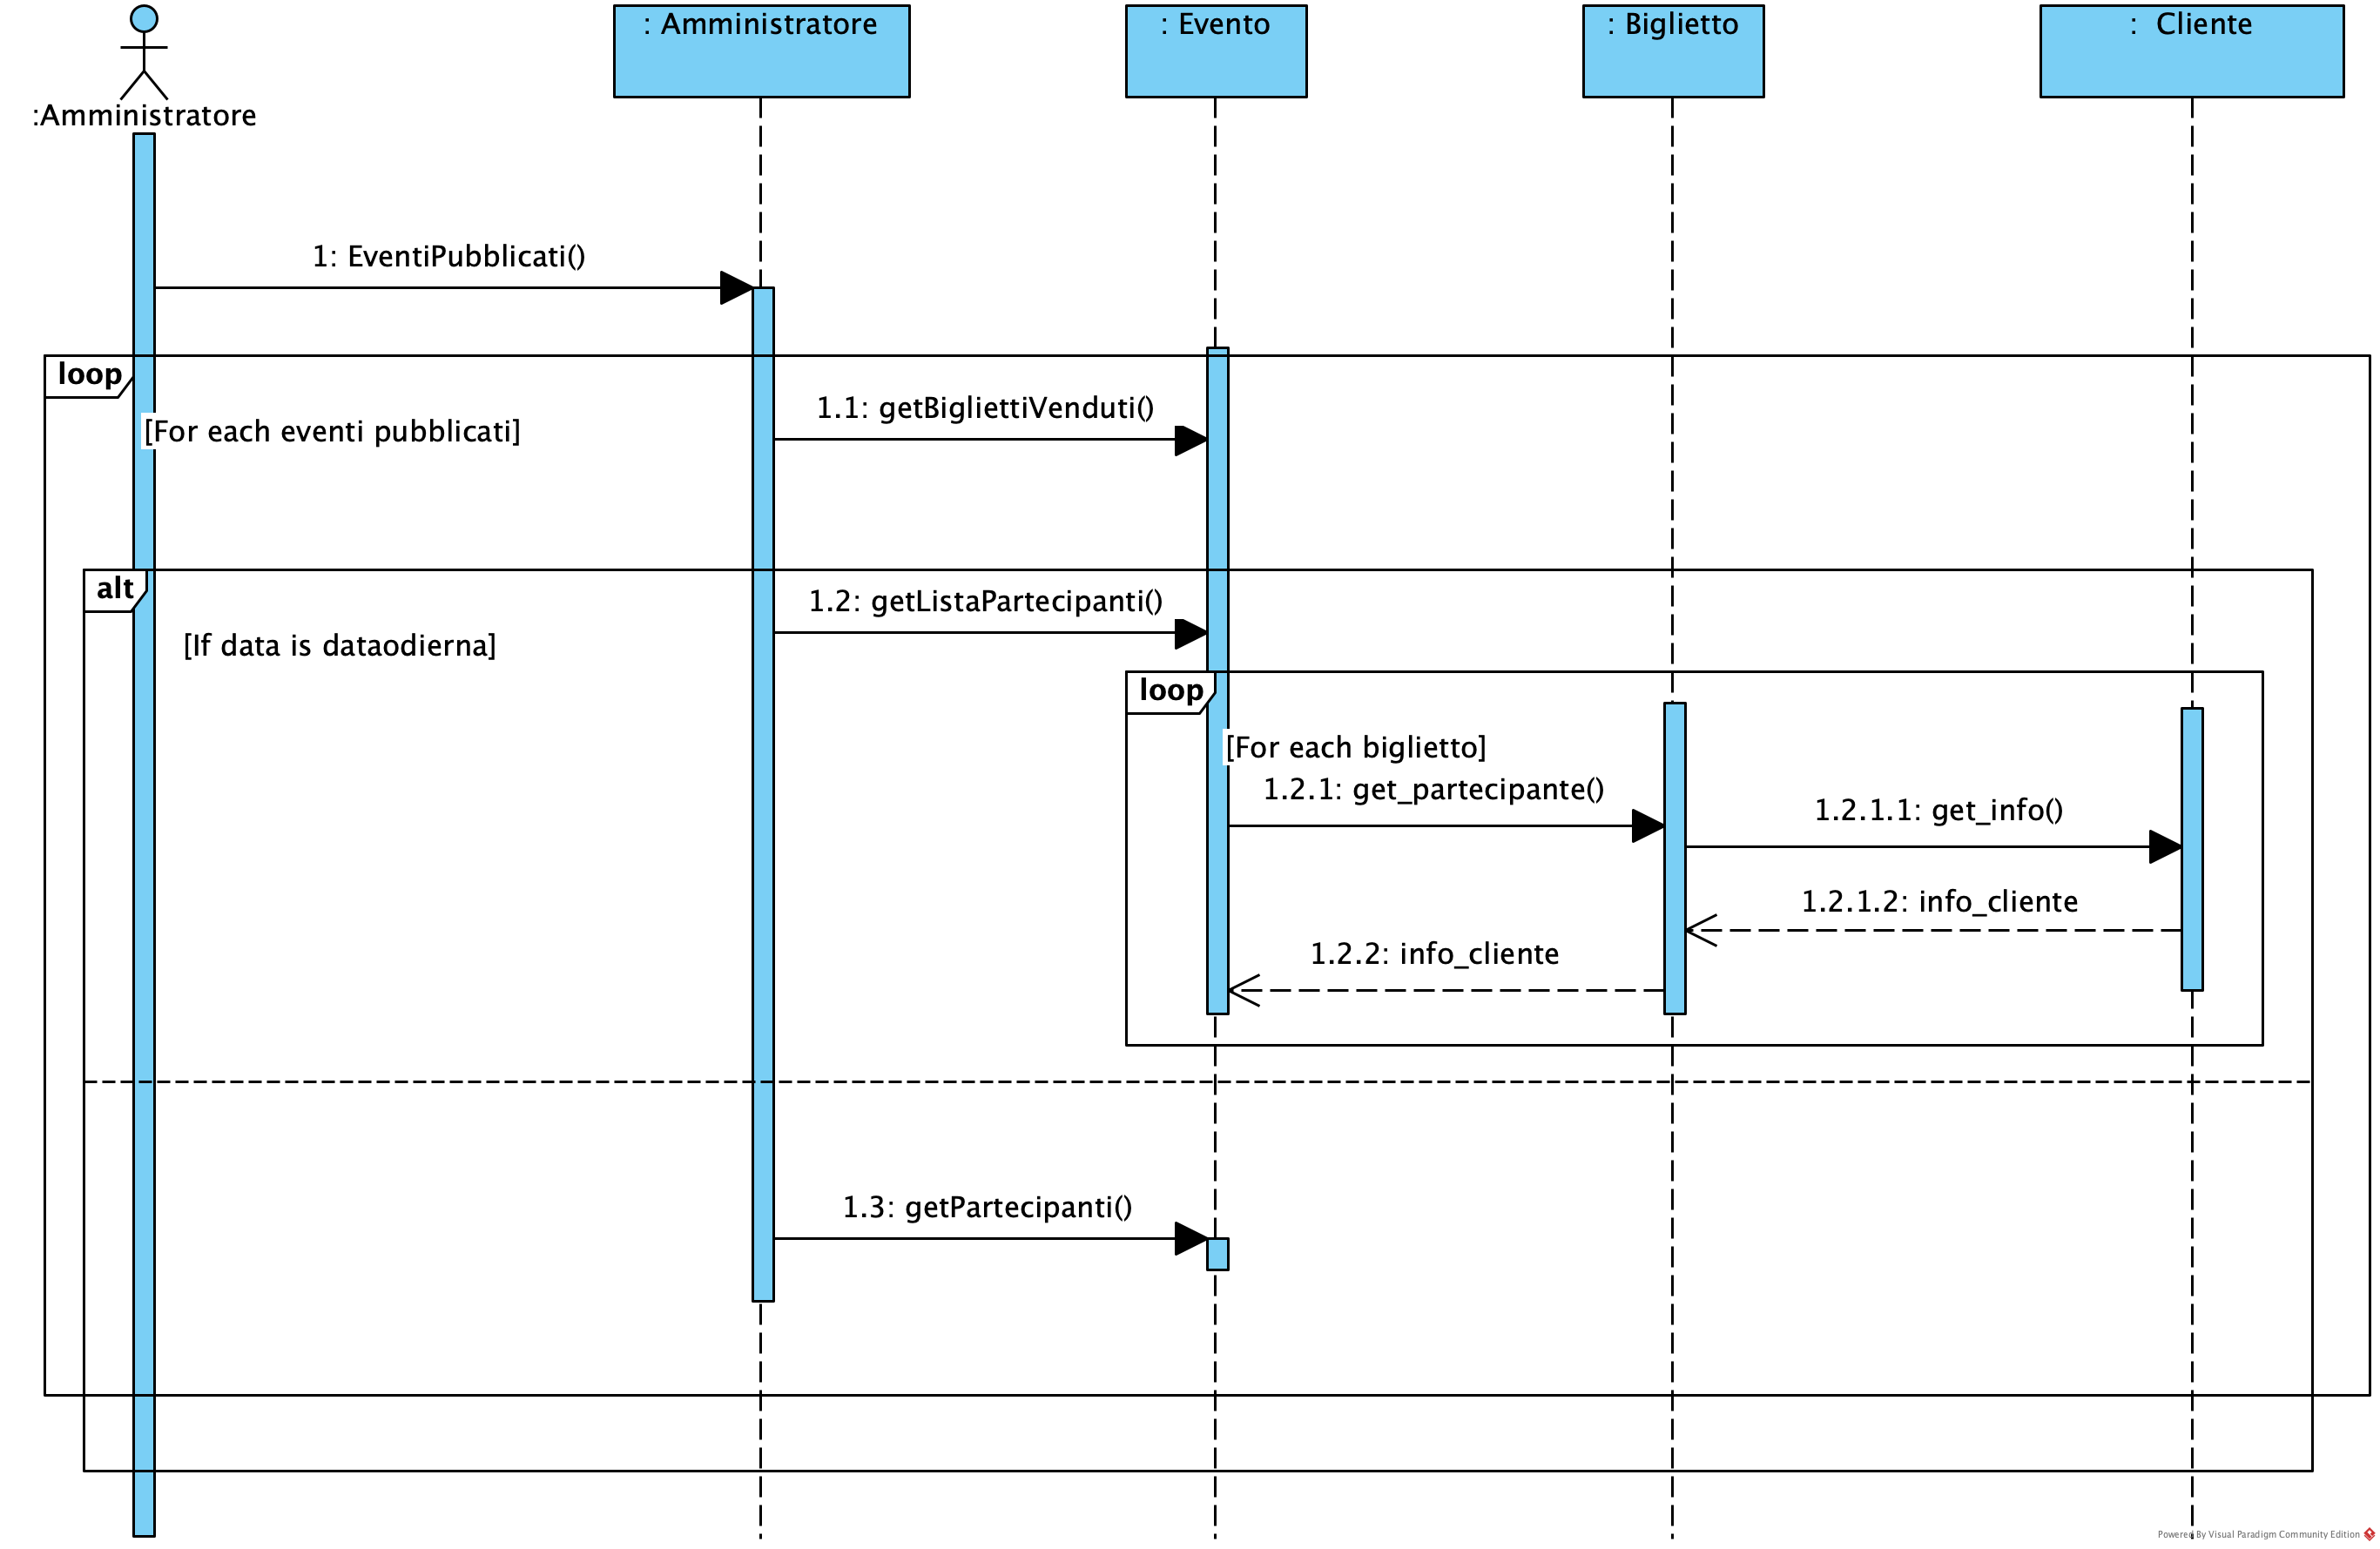 : Amministratore
: Evento
: Biglietto
:  Cliente
:Amministratore
1: EventiPubblicati()
loop
[For each eventi pubblicati]
1.1: getBigliettiVenduti()
alt
[If data is dataodierna]
1.2: getListaPartecipanti()
loop
[For each biglietto]
1.2.1: get_partecipante()
1.2.1.1: get_info()
1.2.1.2: info_cliente
1.2.2: info_cliente
1.3: getPartecipanti()
Powered By Visual Paradigm Community Edition